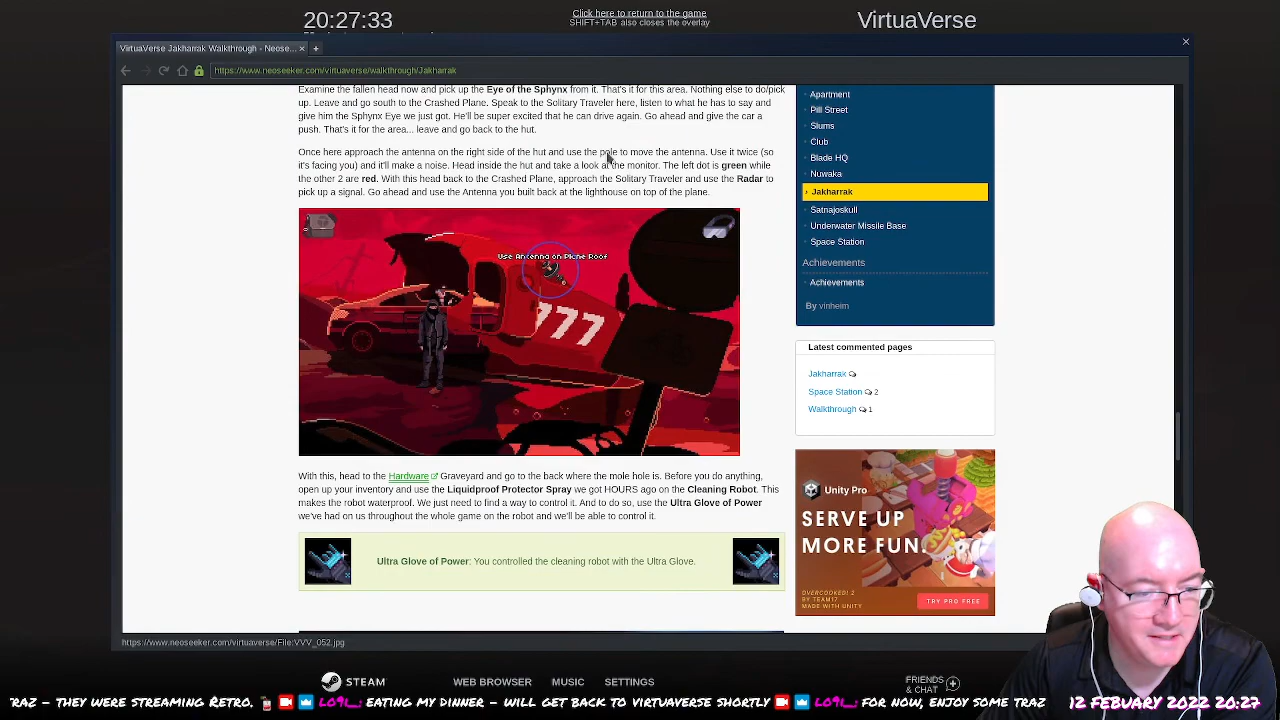 20:27:33
Click here to return to the game
SHIFT+TAB also closes the overlay
VirtuaVerse
VirtuaVerse Jakharrak Walkthrough - Neose...
https://www.neoseeker.com/virtuaverse/walkthrough/Jakharrak
Examine the fallen head now and pick up the Eye of the Sphynx from it. That's it for this area. Nothing else to do/pick
up. Leave and go south to the Crashed Plane. Speak to the Solitary Traveler here, listen to what he has to say and
give him the Sphynx Eye we just got. He'll be super excited that he can drive again. Go ahead and give the car a
push. That's it for the area... leave and go back to the hut.
Once here approach the antenna on the right side of the hut and use the pole to move the antenna. Use it twice (so
it's facing you) and it'll make a noise. Head inside the hut and take a look at the monitor. The left dot is green while
the other 2 are red. With this head back to the Crashed Plane, approach the Solitary Traveler and use the Radar to
pick up a signal. Go ahead and use the Antenna you built back at the lighthouse on top of the plane.
Use Antenna on Plane Roof
777
With this, head to the Hardware Graveyard and go to the back where the mole hole is. Before you do anything,
open up your inventory and use the Liquidproof Protector Spray we got HOURS ago on the Cleaning Robot. This
makes the robot waterproof. We just need to find a way to control it. And to do so, use the Ultra Glove of Power
we've had on us throughout the whole game on the robot and we'll be able to control it.
Ultra Glove of Power: You controlled the cleaning robot with the Ultra Glove.
Apartment
Pill Street
Slums
Club
Blade HQ
Nuwaka
› Jakharrak
Satnajoskull
Underwater Missile Base
Space Station
Achievements
Achievements
By vinheim
Latest commented pages
Jakharrak
Space Station 2
Walkthrough 1
Unity Pro
SERVE UP
MORE FUN.
OVERCOOKED! 2
BY TEAM17
MADE WITH UNITY
TRY PRO FREE
https://www.neoseeker.com/virtuaverse/File:VVV_052.jpg
STEAM
WEB BROWSER
MUSIC
SETTINGS
FRIENDS
& CHAT
TRAZ - THEY WERE STREAMING RETRO. LO9I_: EATING MY DINNER - WILL GET BACK TO VIRTUAVERSE SHORTLY LO9I_: FOR NOW, ENJOY SOME TRAZ
12 FEBUARY 2022 20:27